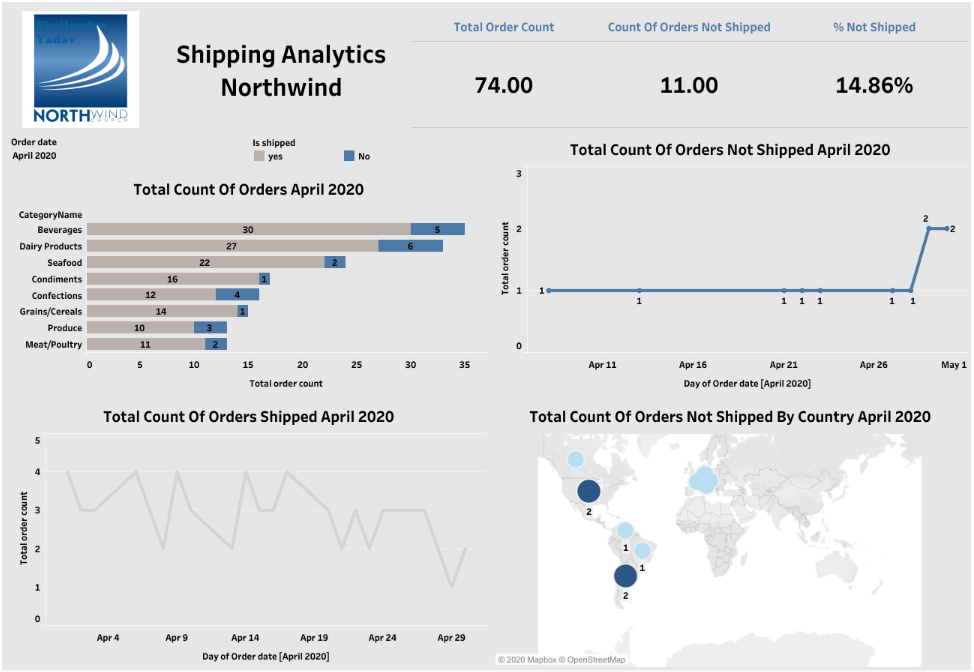 Shailendra
Yadav
NORTHWIND
CHURCH
Shipping Analytics
Northwind
Total Order Count
Count Of Orders Not Shipped
% Not Shipped
74.00
11.00
14.86%
Order date
April 2020
Is shipped
yes
No
Total Count Of Orders April 2020
CategoryName
Beverages 30 5
Dairy Products 27 6
Seafood 22 2
Condiments 16 1
Confections 12 4
Grains/Cereals 14 1
Produce 10 3
Meat/Poultry 11 2
0 5 10 15 20 25 30 35
Total order count
Total Count Of Orders Not Shipped April 2020
Total order count
3
2
1
0
1 1 1 1 1 1 1 2 2
Apr 11 Apr 16 Apr 21 Apr 26 May 1
Day of Order date [April 2020]
Total Count Of Orders Shipped April 2020
Total order count
5
4
3
2
1
0
Apr 4 Apr 9 Apr 14 Apr 19 Apr 24 Apr 29
Day of Order date [April 2020]
Total Count Of Orders Not Shipped By Country April 2020
2
1
1
2
© 2020 Mapbox © OpenStreetMap